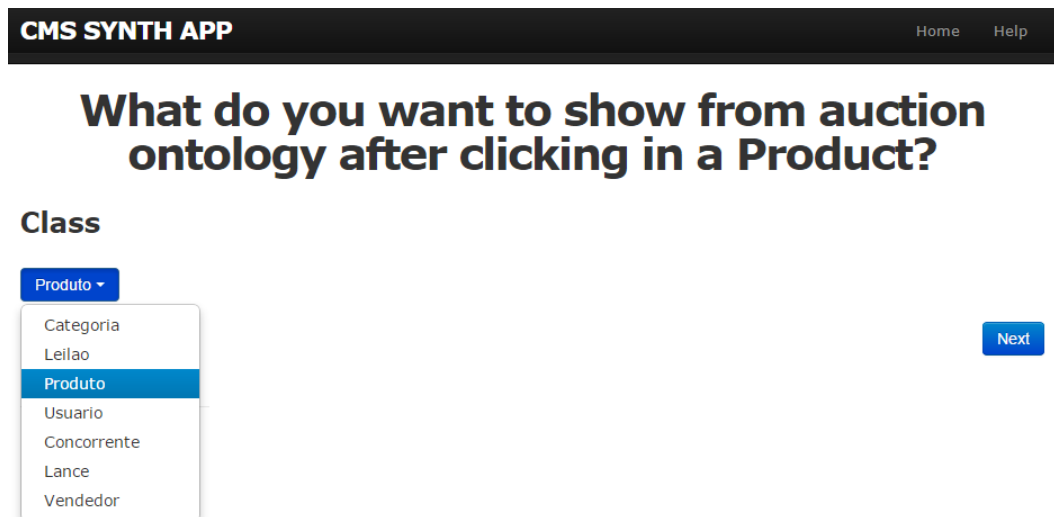 CMS SYNTH APP Home Help
What do you want to show from auction
ontology after clicking in a Product?
Class
Produto
Categoria
Leilao
Next
Produto
Usuario
Concorrente
Lance
Vendedor